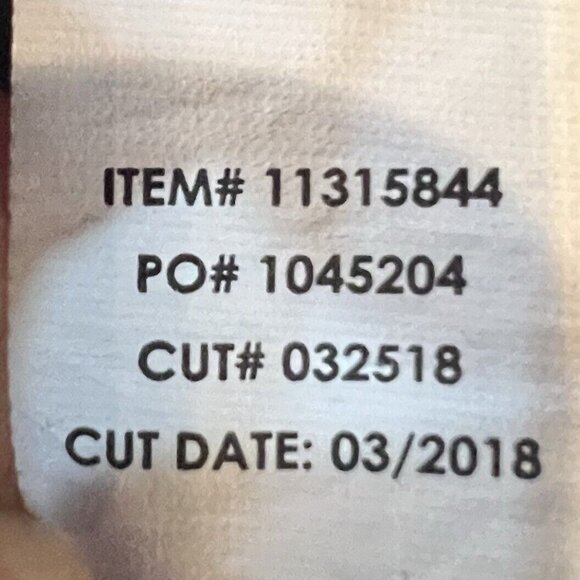 ITEM# 11315844
PO# 1045204
CUT# 032518
CUT DATE: 03/2018